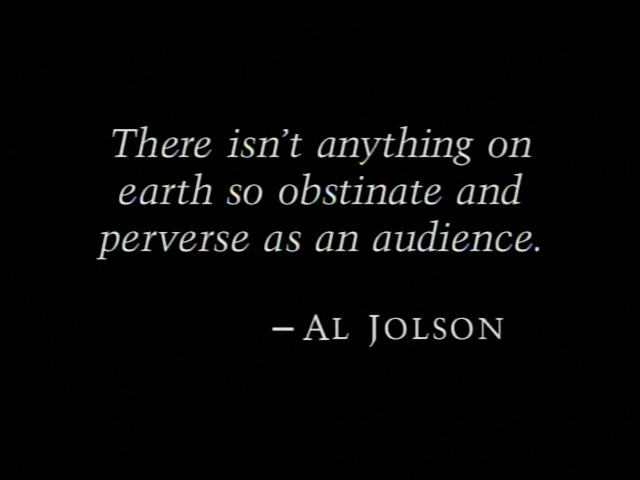 There isn’t anything on
earth so obstinate and
perverse as an audience.
– AL JOLSON